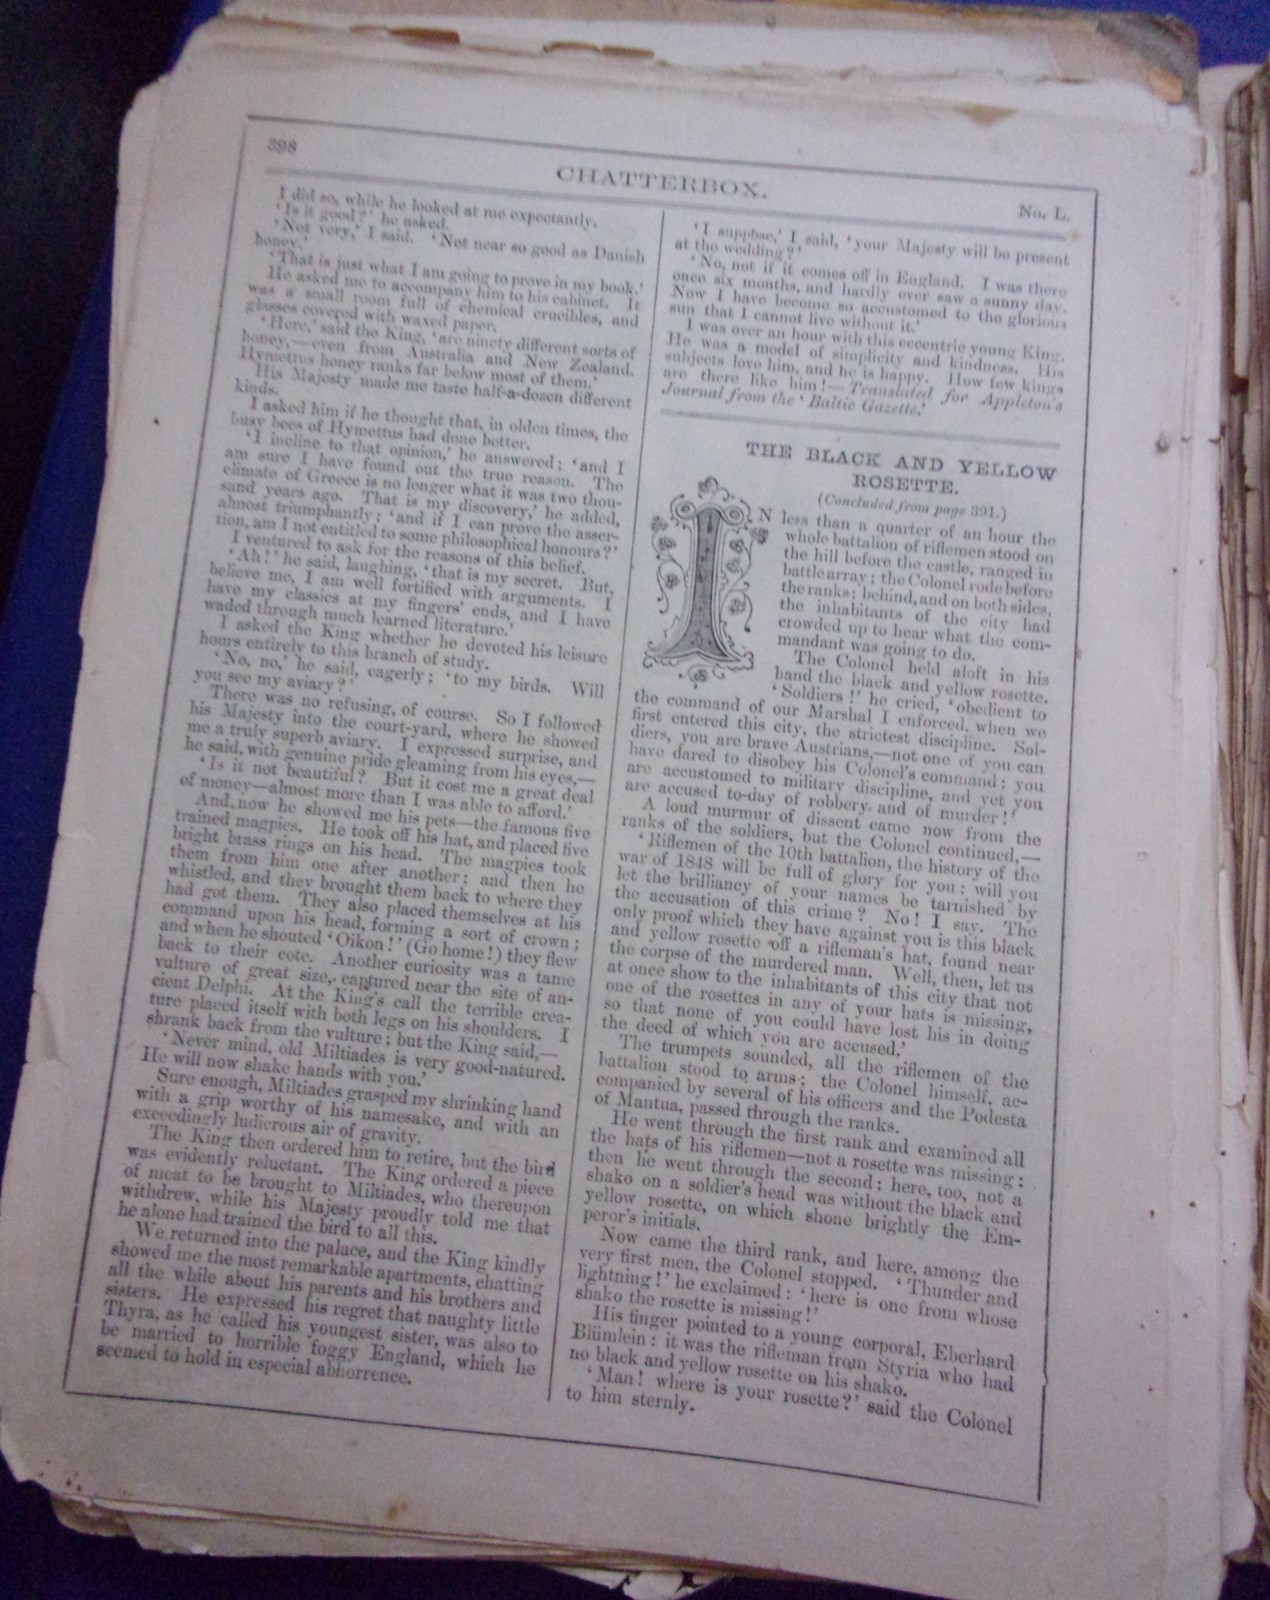 398
CHATTERBOX.
No. L.
I did so, while he looked at me expectantly.
'Is it good?' he asked.
'Not very,' I said. 'Not near so good as Danish
honey.'
'That is just what I am going to prove in my book.'
He asked me to accompany him to his cabinet. It
was a small room full of chemical crucibles, and
glasses covered with waxed paper.
'Here,' said the King, 'are ninety different sorts of
honey,—even from Australia and New Zealand.
Hymettus honey ranks far below most of them.'
His Majesty made me taste half-a-dozen different
kinds.
I asked him if he thought that, in olden times, the
busy bees of Hymettus had done better.
'I incline to that opinion,' he answered; 'and I
am sure I have found out the true reason. The
climate of Greece is no longer what it was two thou-
sand years ago. That is my discovery,' he added,
almost triumphantly; 'and if I can prove the asser-
tion, am I not entitled to some philosophical honours?'
I ventured to ask for the reasons of this belief.
'Ah!' he said, laughing, 'that is my secret. But,
believe me, I am well fortified with arguments. I
have my classics at my fingers' ends, and I have
waded through much learned literature.'
I asked the King whether he devoted his leisure
hours entirely to this branch of study.
'No, no,' he said, eagerly; 'to my birds. Will
you see my aviary?'
There was no refusing, of course. So I followed
his Majesty into the court-yard, where he showed
me a truly superb aviary. I expressed surprise, and
he said, with genuine pride gleaming from his eyes,—
'Is it not beautiful? But it cost me a great deal
of money—almost more than I was able to afford.'
And now he showed me his pets—the famous five
trained magpies. He took off his hat, and placed five
bright brass rings on his head. The magpies took
them from him one after another; and then he
whistled, and they brought them back to where they
had got them. They also placed themselves at his
command upon his head, forming a sort of crown;
and when he shouted 'Oikon!' (Go home!) they flew
back to their cote. Another curiosity was a tame
vulture of great size, captured near the site of an-
cient Delphi. At the King's call the terrible crea-
ture placed itself with both legs on his shoulders. I
shrank back from the vulture; but the King said,—
'Never mind, old Miltiades is very good-natured.
He will now shake hands with you.'
Sure enough, Miltiades grasped my shrinking hand
with a grip worthy of his namesake, and with an
exceedingly ludicrous air of gravity.
The King then ordered him to retire, but the bird
was evidently reluctant. The King ordered a piece
of meat to be brought to Miltiades, who thereupon
withdrew, while his Majesty proudly told me that
he alone had trained the bird to all this.
We returned into the palace, and the King kindly
showed me the most remarkable apartments, chatting
all the while about his parents and his brothers and
sisters. He expressed his regret that naughty little
Thyra, as he called his youngest sister, was also to
be married to horrible foggy England, which he
seemed to hold in especial abhorrence.
'I suppose,' I said, 'your Majesty will be present
at the wedding?'
'No, not if it comes off in England. I was there
once six months, and hardly ever saw a sunny day.
Now I have become so accustomed to the glorious
sun that I cannot live without it.'
I was over an hour with this eccentric young King.
He was a model of simplicity and kindness. His
subjects love him, and he is happy. How few kings
are there like him!—Translated for Appleton's
Journal from the 'Baltic Gazette.'
THE BLACK AND YELLOW
ROSETTE.
(Concluded from page 391.)
IN less than a quarter of an hour the
whole battalion of riflemen stood on
the hill before the castle, ranged in
battle array; the Colonel rode before
the ranks; behind, and on both sides,
the inhabitants of the city had
crowded up to hear what the com-
mandant was going to do.
The Colonel held aloft in his
hand the black and yellow rosette.
'Soldiers!' he cried, 'obedient to
the command of our Marshal I enforced, when we
first entered this city, the strictest discipline. Sol-
diers, you are brave Austrians,—not one of you can
have dared to disobey his Colonel's command; you
are accustomed to military discipline, and yet you
are accused to-day of robbery and of murder!'
A loud murmur of dissent came now from the
ranks of the soldiers, but the Colonel continued,—
'Riflemen of the 10th battalion, the history of the
war of 1848 will be full of glory for you; will you
let the brilliancy of your names be tarnished by
the accusation of this crime? No! I say. The
only proof which they have against you is this black
and yellow rosette off a rifleman's hat, found near
the corpse of the murdered man. Well, then, let us
at once show to the inhabitants of this city that not
one of the rosettes in any of your hats is missing,
so that none of you could have lost his in doing
the deed of which you are accused.'
The trumpets sounded, all the riflemen of the
battalion stood to arms; the Colonel himself, ac-
companied by several of his officers and the Podesta
of Mantua, passed through the ranks.
He went through the first rank and examined all
the hats of his riflemen—not a rosette was missing:
then he went through the second; here, too, not a
shako on a soldier's head was without the black and
yellow rosette, on which shone brightly the Em-
peror's initials.
Now came the third rank, and here, among the
very first men, the Colonel stopped. 'Thunder and
lightning!' he exclaimed: 'here is one from whose
shako the rosette is missing!'
His finger pointed to a young corporal, Eberhard
Blümlein: it was the rifleman from Styria who had
no black and yellow rosette on his shako.
'Man! where is your rosette?' said the Colonel
to him sternly.